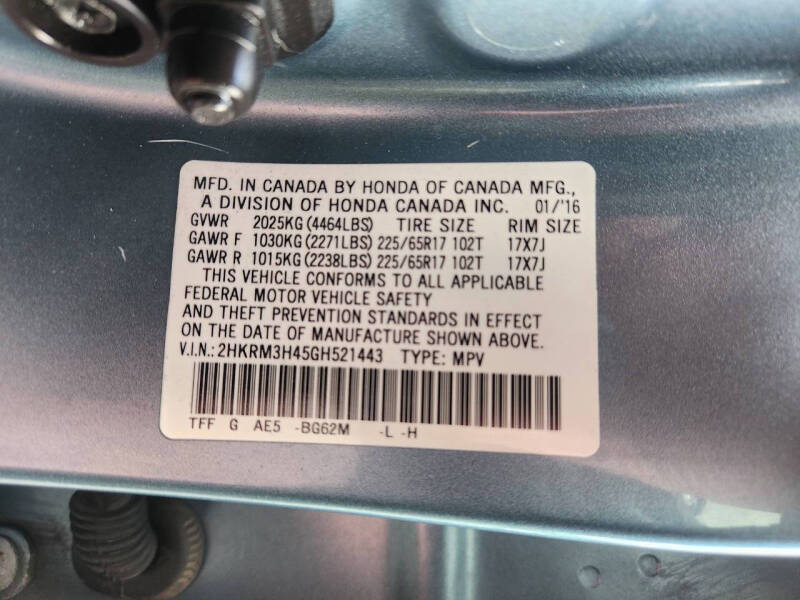 MFD. IN CANADA BY HONDA OF CANADA MFG.,
A DIVISION OF HONDA CANADA INC. 01/'16
GVWR 2025KG (4464LBS) TIRE SIZE RIM SIZE
GAWR F 1030KG (2271LBS) 225/65R17 102T 17X7J
GAWR R 1015KG (2238LBS) 225/65R17 102T 17X7J
THIS VEHICLE CONFORMS TO ALL APPLICABLE
FEDERAL MOTOR VEHICLE SAFETY
AND THEFT PREVENTION STANDARDS IN EFFECT
ON THE DATE OF MANUFACTURE SHOWN ABOVE.
V.I.N.: 2HKRM3H45GH521443 TYPE: MPV
TFF G AE5 -BG62M -L -H